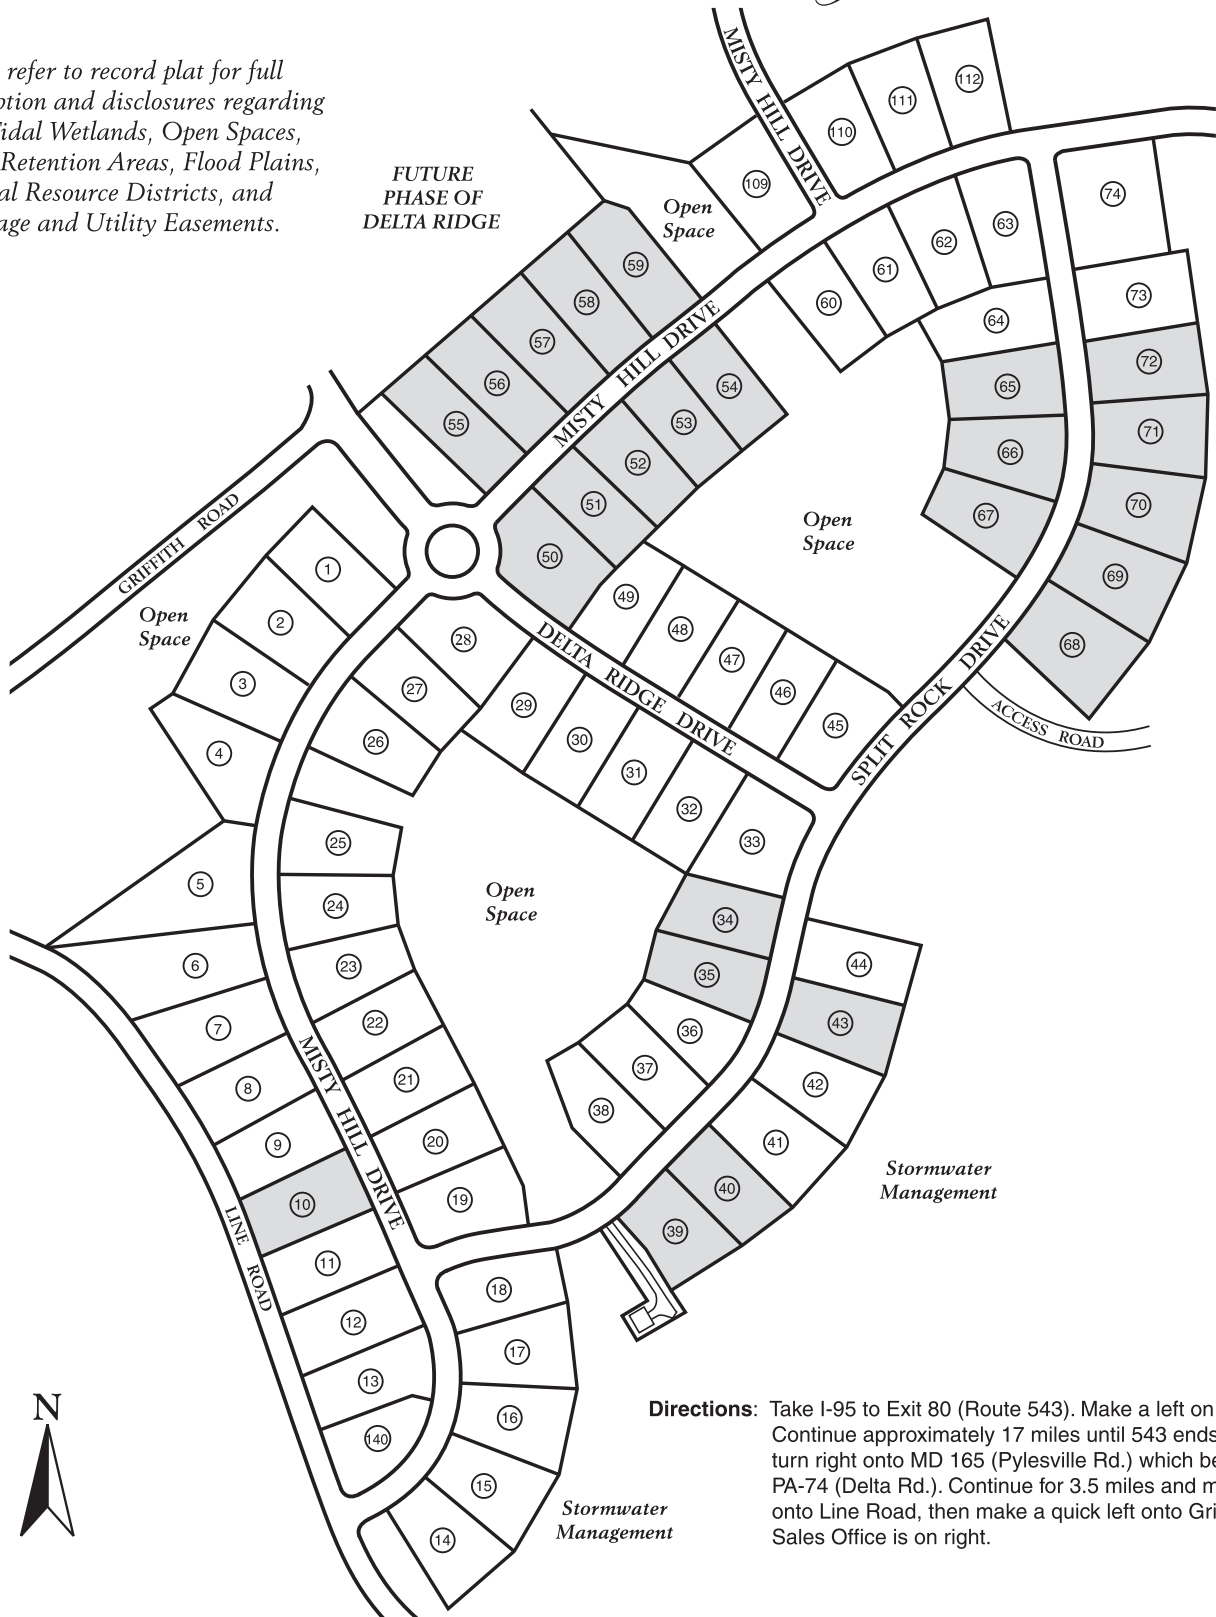 refer to record plat for full
and disclosures regarding
Wetlands, Open Spaces,
Retention Areas, Flood Plains,
Resource Districts, and
and Utility Easements.
FUTURE
PHASE OF
DELTA RIDGE
MISTY HILL DRIVE
112
111
110
109
Open
Space
74
63
62
61
60
64
73
59
58
57
56
55
MISTY HILL DRIVE
54
53
52
51
50
65
66
67
72
71
70
69
68
Open
Space
GRIFFITH ROAD
Open
Space
1
2
3
4
28
27
26
DELTA RIDGE DRIVE
49
48
47
46
45
29
30
31
32
33
SPLIT ROCK DRIVE
ACCESS ROAD
5
6
7
8
9
10
11
12
13
140
25
24
23
22
21
20
19
Open
Space
34
35
36
37
38
44
43
42
41
40
39
MISTY HILL DRIVE
LINE ROAD
Stormwater
Management
18
17
16
15
14
Stormwater
Management
N
Directions: Take I-95 to Exit 80 (Route 543). Make a left on
Continue approximately 17 miles until 543 ends
turn right onto MD 165 (Pylesville Rd.) which
PA-74 (Delta Rd.). Continue for 3.5 miles and
onto Line Road, then make a quick left onto
Sales Office is on right.